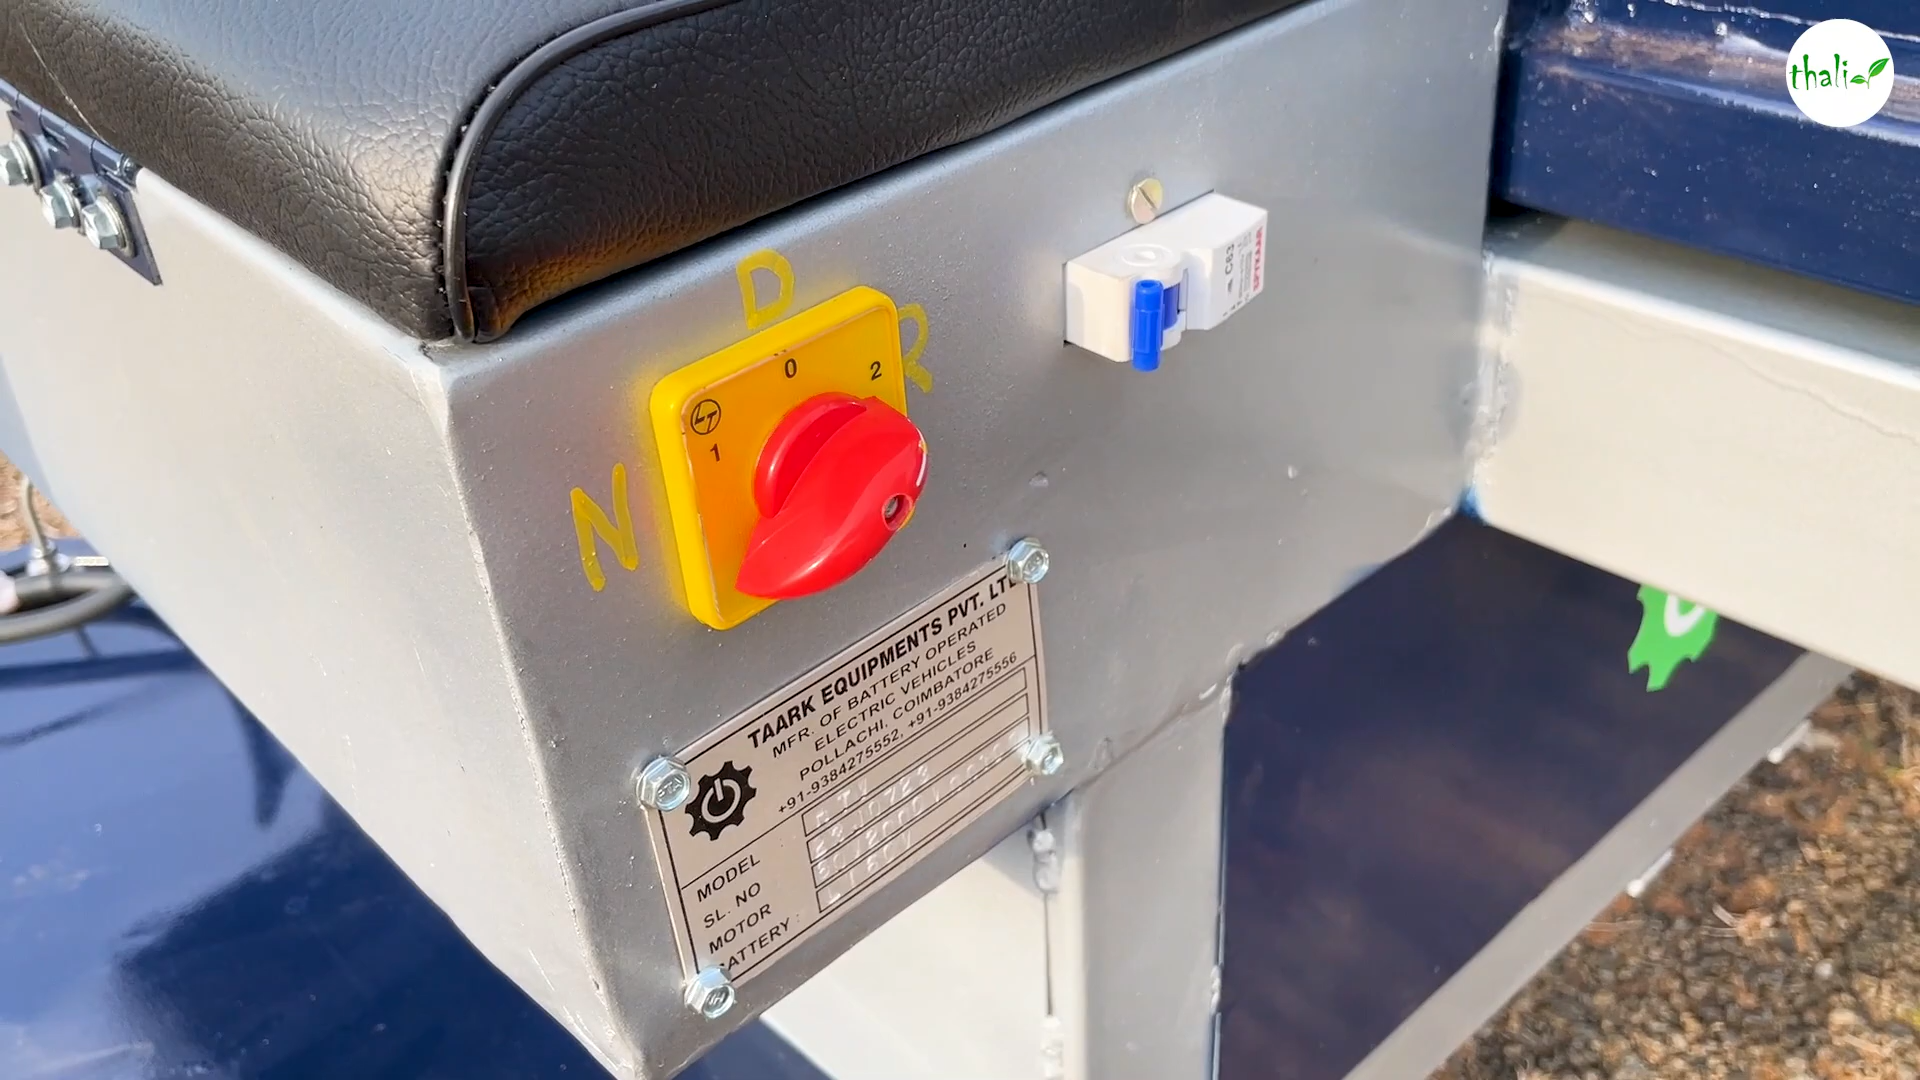 thali
D
R
N
0
2
LT
1
C63
TAARK EQUIPMENTS PVT. LTD
MFR. OF BATTERY OPERATED
ELECTRIC VEHICLES
POLLACHI, COIMBATORE
+91-9384275552, +91-9384275556
MODEL
SL. NO
MOTOR
BATTERY :